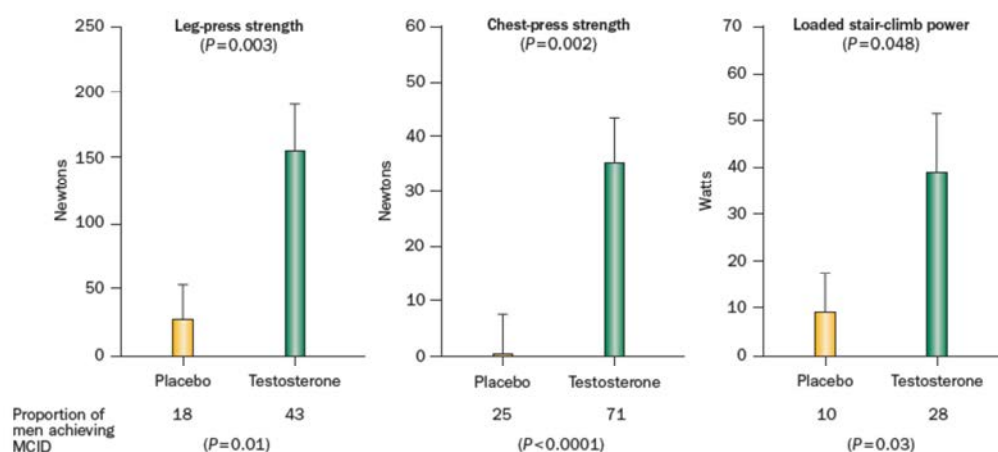 Leg-press strength
(P=0.003)
250
200
150
100
50
0
Newtons
Placebo Testosterone
Chest-press strength
(P=0.002)
60
50
40
30
20
10
0
Newtons
Placebo Testosterone
Loaded stair-climb power
(P=0.048)
70
60
50
40
30
20
10
0
Watts
Placebo Testosterone
Proportion of
men achieving
MCID
18 43
(P=0.01)
25 71
(P<0.0001)
10 28
(P=0.03)